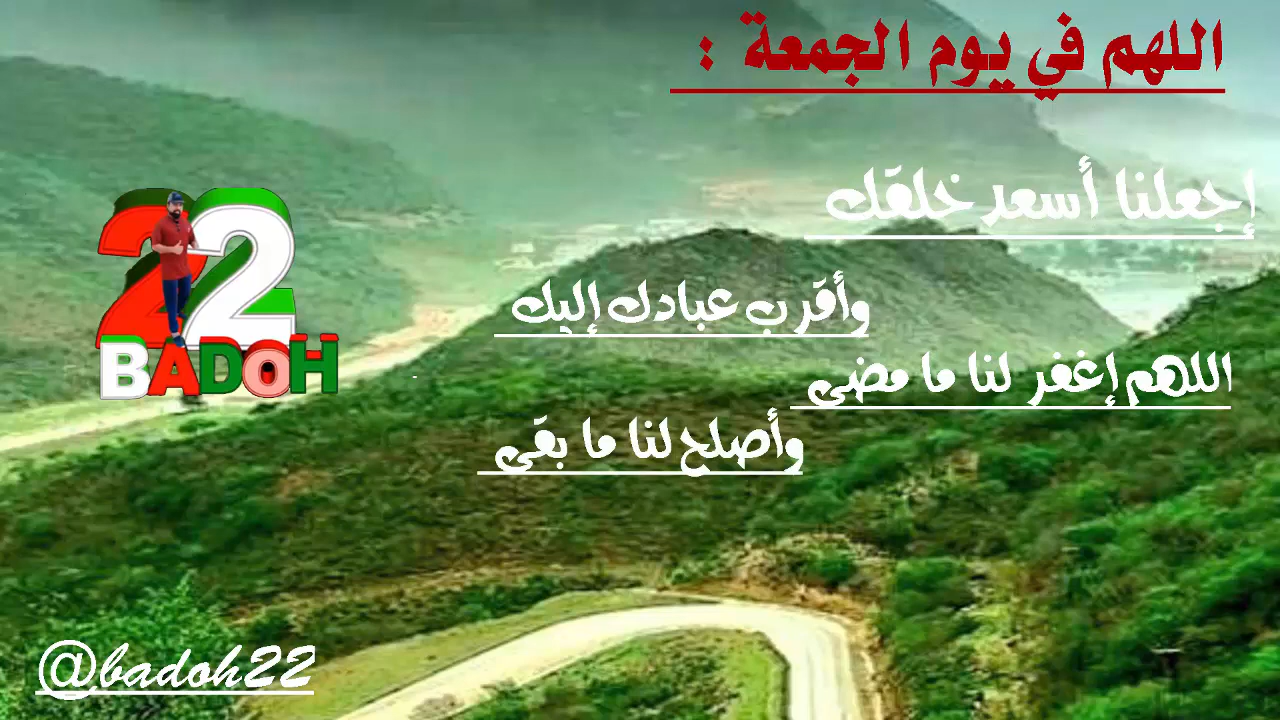 اللهم في يوم الجمعة :
إجعلنا أسعد خلقك
وأقرب عبادك إليك
اللهم إغفر لنا ما مضى
وأصلح لنا ما بقى
22
BADOH
@badoh22